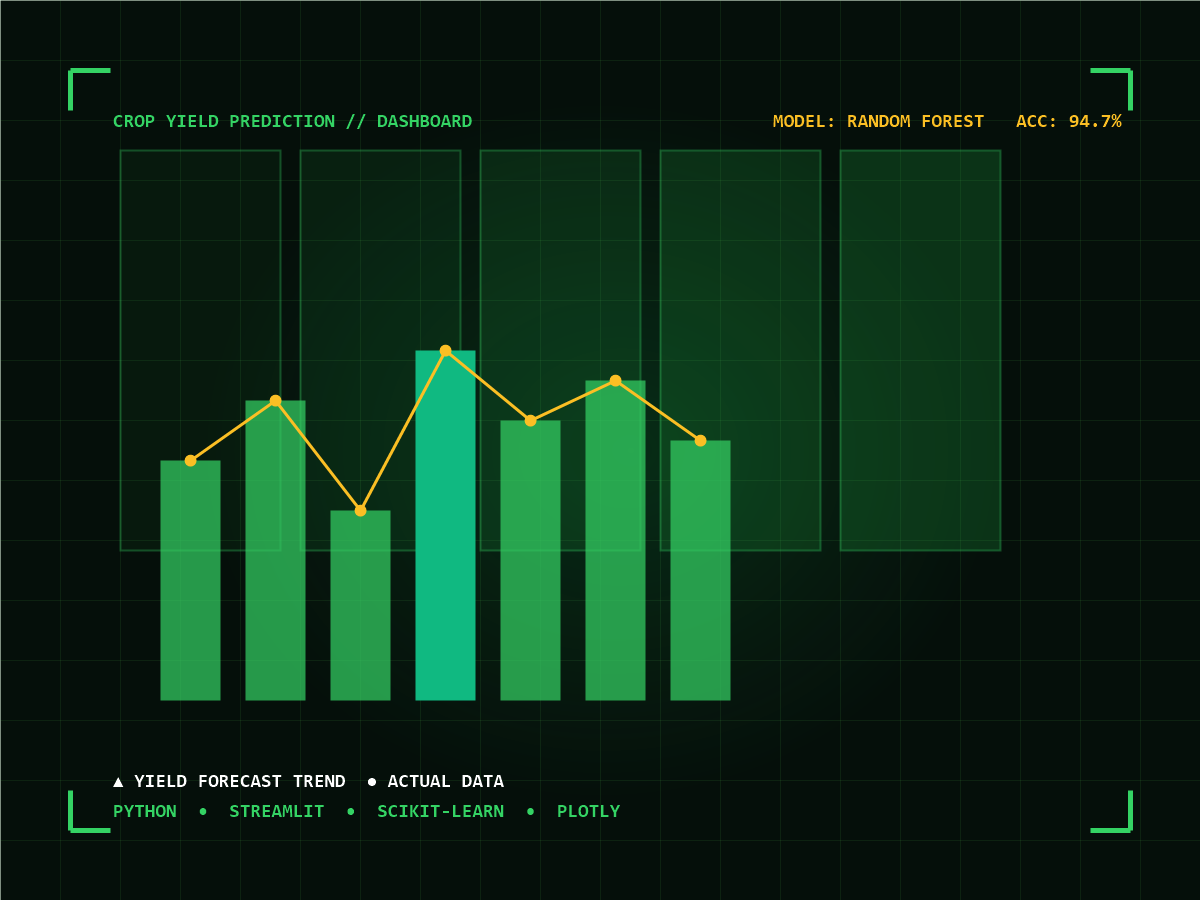 CROP YIELD PREDICTION // DASHBOARD
MODEL: RANDOM FOREST ACC: 94.7%
▲ YIELD FORECAST TREND ● ACTUAL DATA
PYTHON • STREAMLIT • SCIKIT-LEARN • PLOTLY